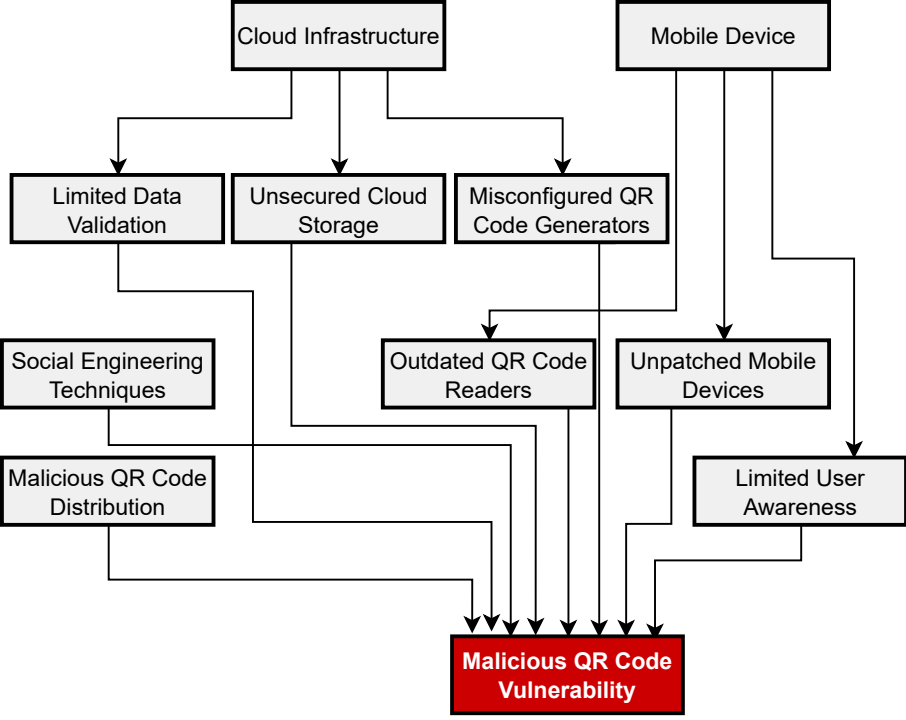 Cloud Infrastructure
Mobile Device
Limited Data
Validation
Unsecured Cloud
Storage
Misconfigured QR
Code Generators
Social Engineering
Techniques
Outdated QR Code
Readers
Unpatched Mobile
Devices
Malicious QR Code
Distribution
Limited User
Awareness
Malicious QR Code
Vulnerability